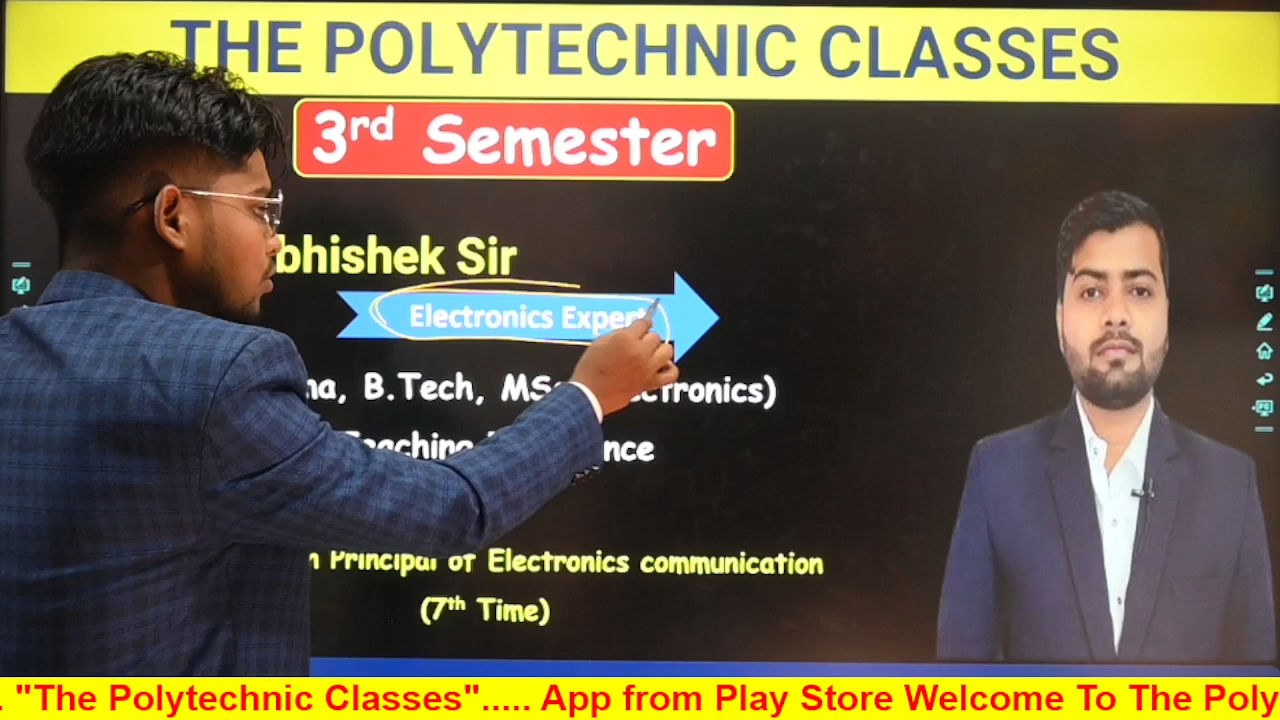 THE POLYTECHNIC CLASSES
3rd Semester
bhishek Sir
Electronics Expert
na, B.Tech, MSc ctronics)
Teaching nce
n Principal of Electronics communication
(7th Time)
. "The Polytechnic Classes"..... App from Play Store Welcome To The Poly